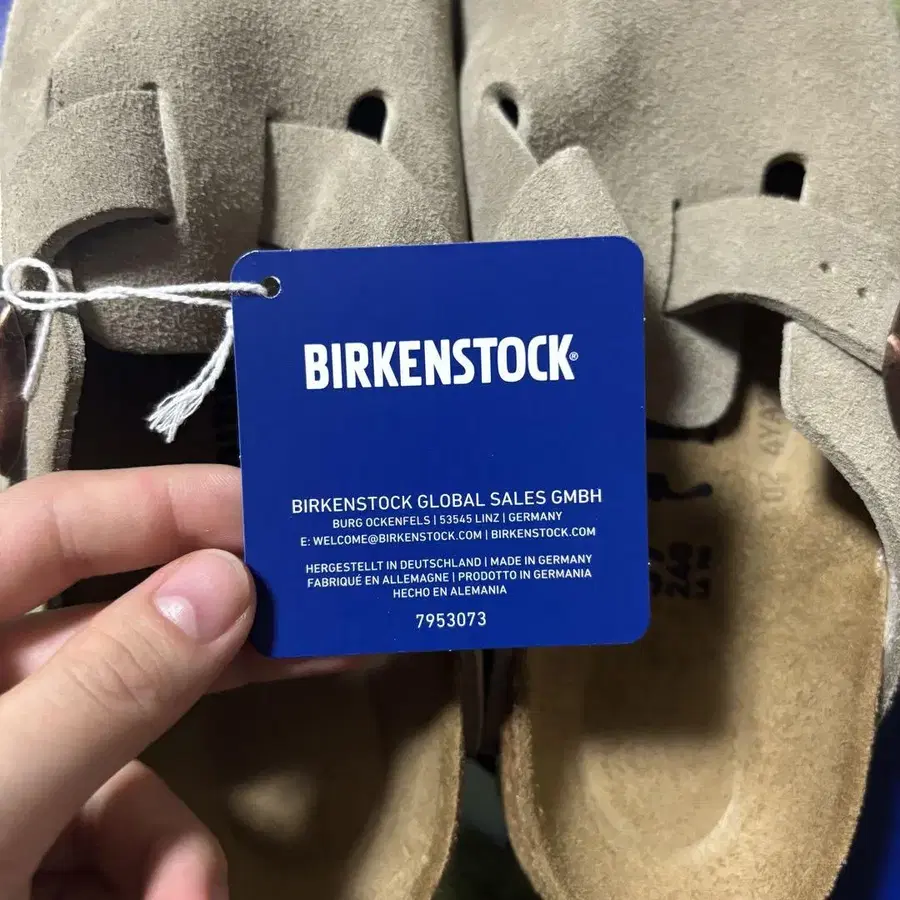 BIRKENSTOCK®
BIRKENSTOCK GLOBAL SALES GMBH
BURG OCKENFELS | 53545 LINZ | GERMANY
E: WELCOME@BIRKENSTOCK.COM | BIRKENSTOCK.COM
HERGESTELLT IN DEUTSCHLAND | MADE IN GERMANY
FABRIQUÉ EN ALLEMAGNE | PRODOTTO IN GERMANIA
HECHO EN ALEMANIA
7953073